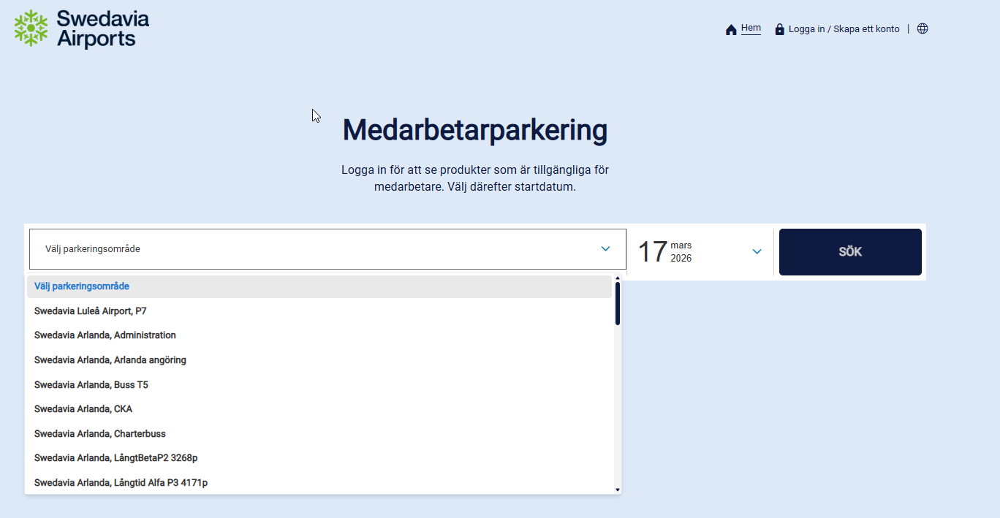 Swedavia
Airports
Hem
Logga in / Skapa ett konto |
Medarbetarparkering
Logga in för att se produkter som är tillgängliga för
medarbetare. Välj därefter startdatum.
Välj parkeringsområde
17 mars
2026
SÖK
Välj parkeringsområde
Swedavia Luleå Airport, P7
Swedavia Arlanda, Administration
Swedavia Arlanda, Arlanda angöring
Swedavia Arlanda, Buss T5
Swedavia Arlanda, CKA
Swedavia Arlanda, Charterbuss
Swedavia Arlanda, LångtBetaP2 3268p
Swedavia Arlanda, Långtid Alfa P3 4171p